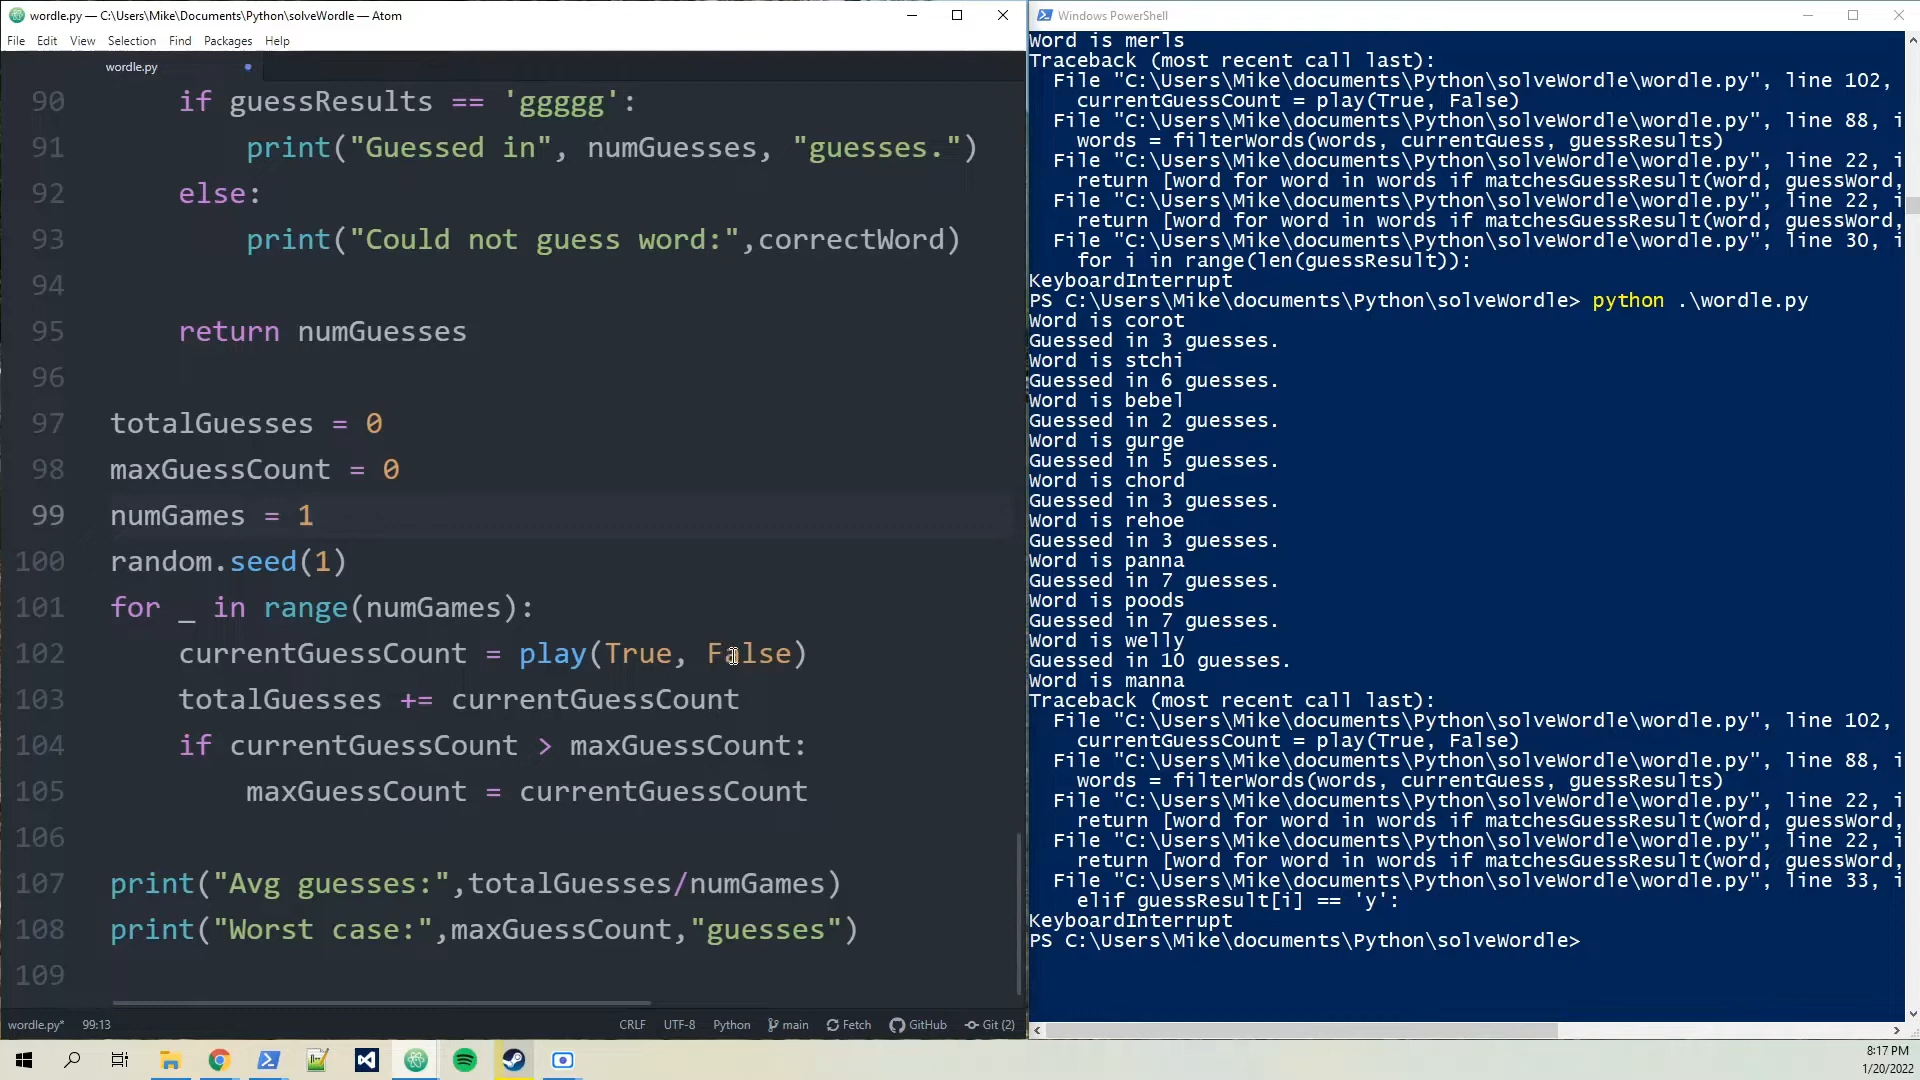 wordle.py — C:\Users\Mike\Documents\Python\solveWordle — Atom
File Edit View Selection Find Packages Help
wordle.py
90 if guessResults == 'ggggg':
91 print("Guessed in", numGuesses, "guesses.")
92 else:
93 print("Could not guess word:",correctWord)
94
95 return numGuesses
96
97 totalGuesses = 0
98 maxGuessCount = 0
99 numGames = 1
100 random.seed(1)
101 for _ in range(numGames):
102 currentGuessCount = play(True, False)
103 totalGuesses += currentGuessCount
104 if currentGuessCount > maxGuessCount:
105 maxGuessCount = currentGuessCount
106
107 print("Avg guesses:",totalGuesses/numGames)
108 print("Worst case:",maxGuessCount,"guesses")
109
wordle.py* 99:13 CRLF UTF-8 Python main Fetch GitHub Git (2)
Windows PowerShell
Word is merls
Traceback (most recent call last):
File "C:\Users\Mike\documents\Python\solveWordle\wordle.py", line 102,
currentGuessCount = play(True, False)
File "C:\Users\Mike\documents\Python\solveWordle\wordle.py", line 88, i
words = filterWords(words, currentGuess, guessResults)
File "C:\Users\Mike\documents\Python\solveWordle\wordle.py", line 22, i
return [word for word in words if matchesGuessResult(word, guessWord,
File "C:\Users\Mike\documents\Python\solveWordle\wordle.py", line 22, i
return [word for word in words if matchesGuessResult(word, guessWord,
File "C:\Users\Mike\documents\Python\solveWordle\wordle.py", line 30, i
for i in range(len(guessResult)):
KeyboardInterrupt
PS C:\Users\Mike\documents\Python\solveWordle> python .\wordle.py
Word is corot
Guessed in 3 guesses.
Word is stchi
Guessed in 6 guesses.
Word is bebel
Guessed in 2 guesses.
Word is gurge
Guessed in 5 guesses.
Word is chord
Guessed in 3 guesses.
Word is rehoe
Guessed in 3 guesses.
Word is panna
Guessed in 7 guesses.
Word is poods
Guessed in 7 guesses.
Word is welly
Guessed in 10 guesses.
Word is manna
Traceback (most recent call last):
File "C:\Users\Mike\documents\Python\solveWordle\wordle.py", line 102,
currentGuessCount = play(True, False)
File "C:\Users\Mike\documents\Python\solveWordle\wordle.py", line 88, i
words = filterWords(words, currentGuess, guessResults)
File "C:\Users\Mike\documents\Python\solveWordle\wordle.py", line 22, i
return [word for word in words if matchesGuessResult(word, guessWord,
File "C:\Users\Mike\documents\Python\solveWordle\wordle.py", line 22, i
return [word for word in words if matchesGuessResult(word, guessWord,
File "C:\Users\Mike\documents\Python\solveWordle\wordle.py", line 33, i
elif guessResult[i] == 'y':
KeyboardInterrupt
PS C:\Users\Mike\documents\Python\solveWordle>
8:17 PM
1/20/2022